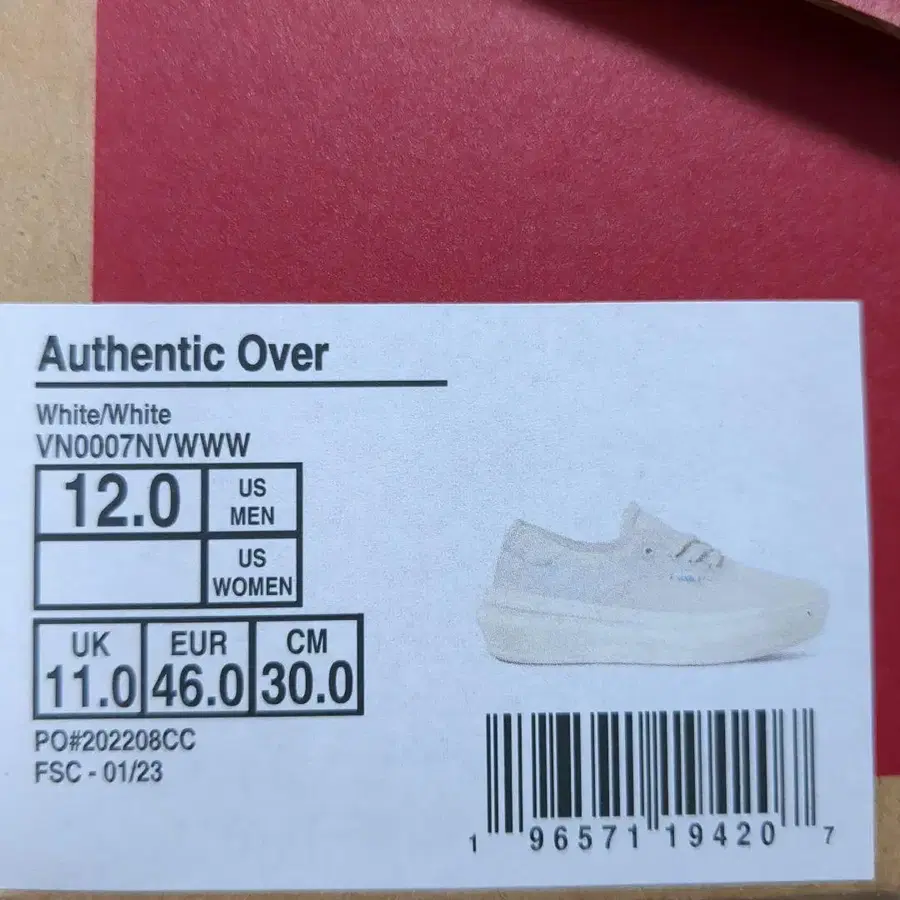 Authentic Over
White/White
VN0007NVWWW
12.0 US MEN
US WOMEN
UK EUR CM
11.0 46.0 30.0
PO#202208CC
FSC - 01/23
1 96571 19420 7